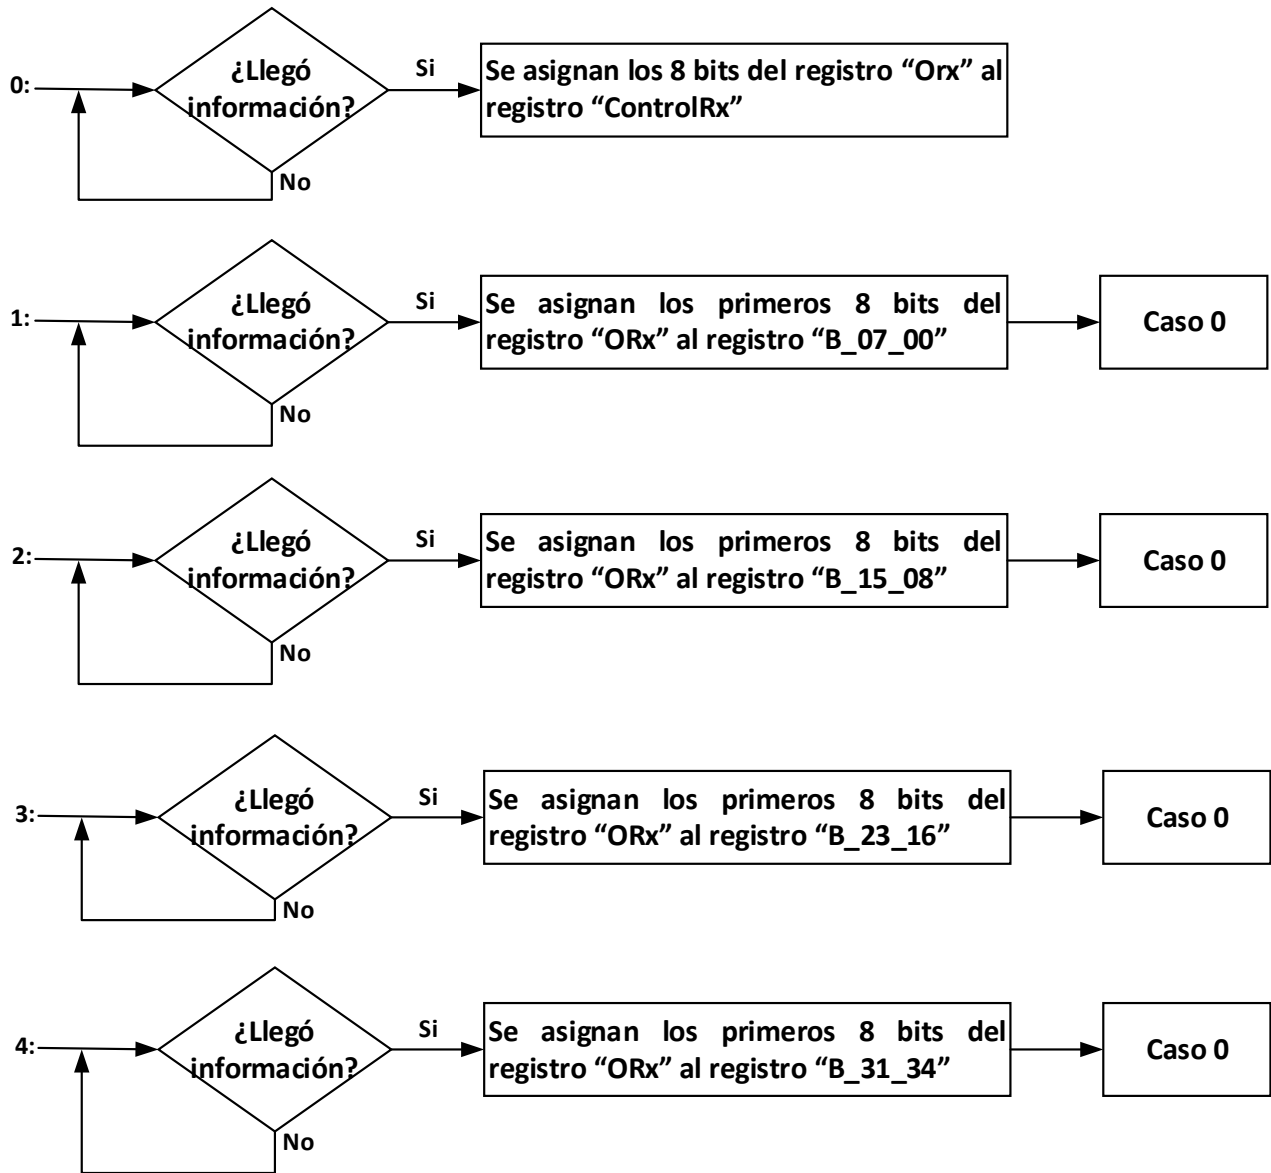 0:
¿Llegó
información?
Si
No
Se asignan los 8 bits del registro “Orx” al
registro “ControlRx”
1:
¿Llegó
información?
Si
No
Se asignan los primeros 8 bits del
registro “ORx” al registro “B_07_00”
Caso 0
2:
¿Llegó
información?
Si
No
Se asignan los primeros 8 bits del
registro “ORx” al registro “B_15_08”
Caso 0
3:
¿Llegó
información?
Si
No
Se asignan los primeros 8 bits del
registro “ORx” al registro “B_23_16”
Caso 0
4:
¿Llegó
información?
Si
No
Se asignan los primeros 8 bits del
registro “ORx” al registro “B_31_34”
Caso 0